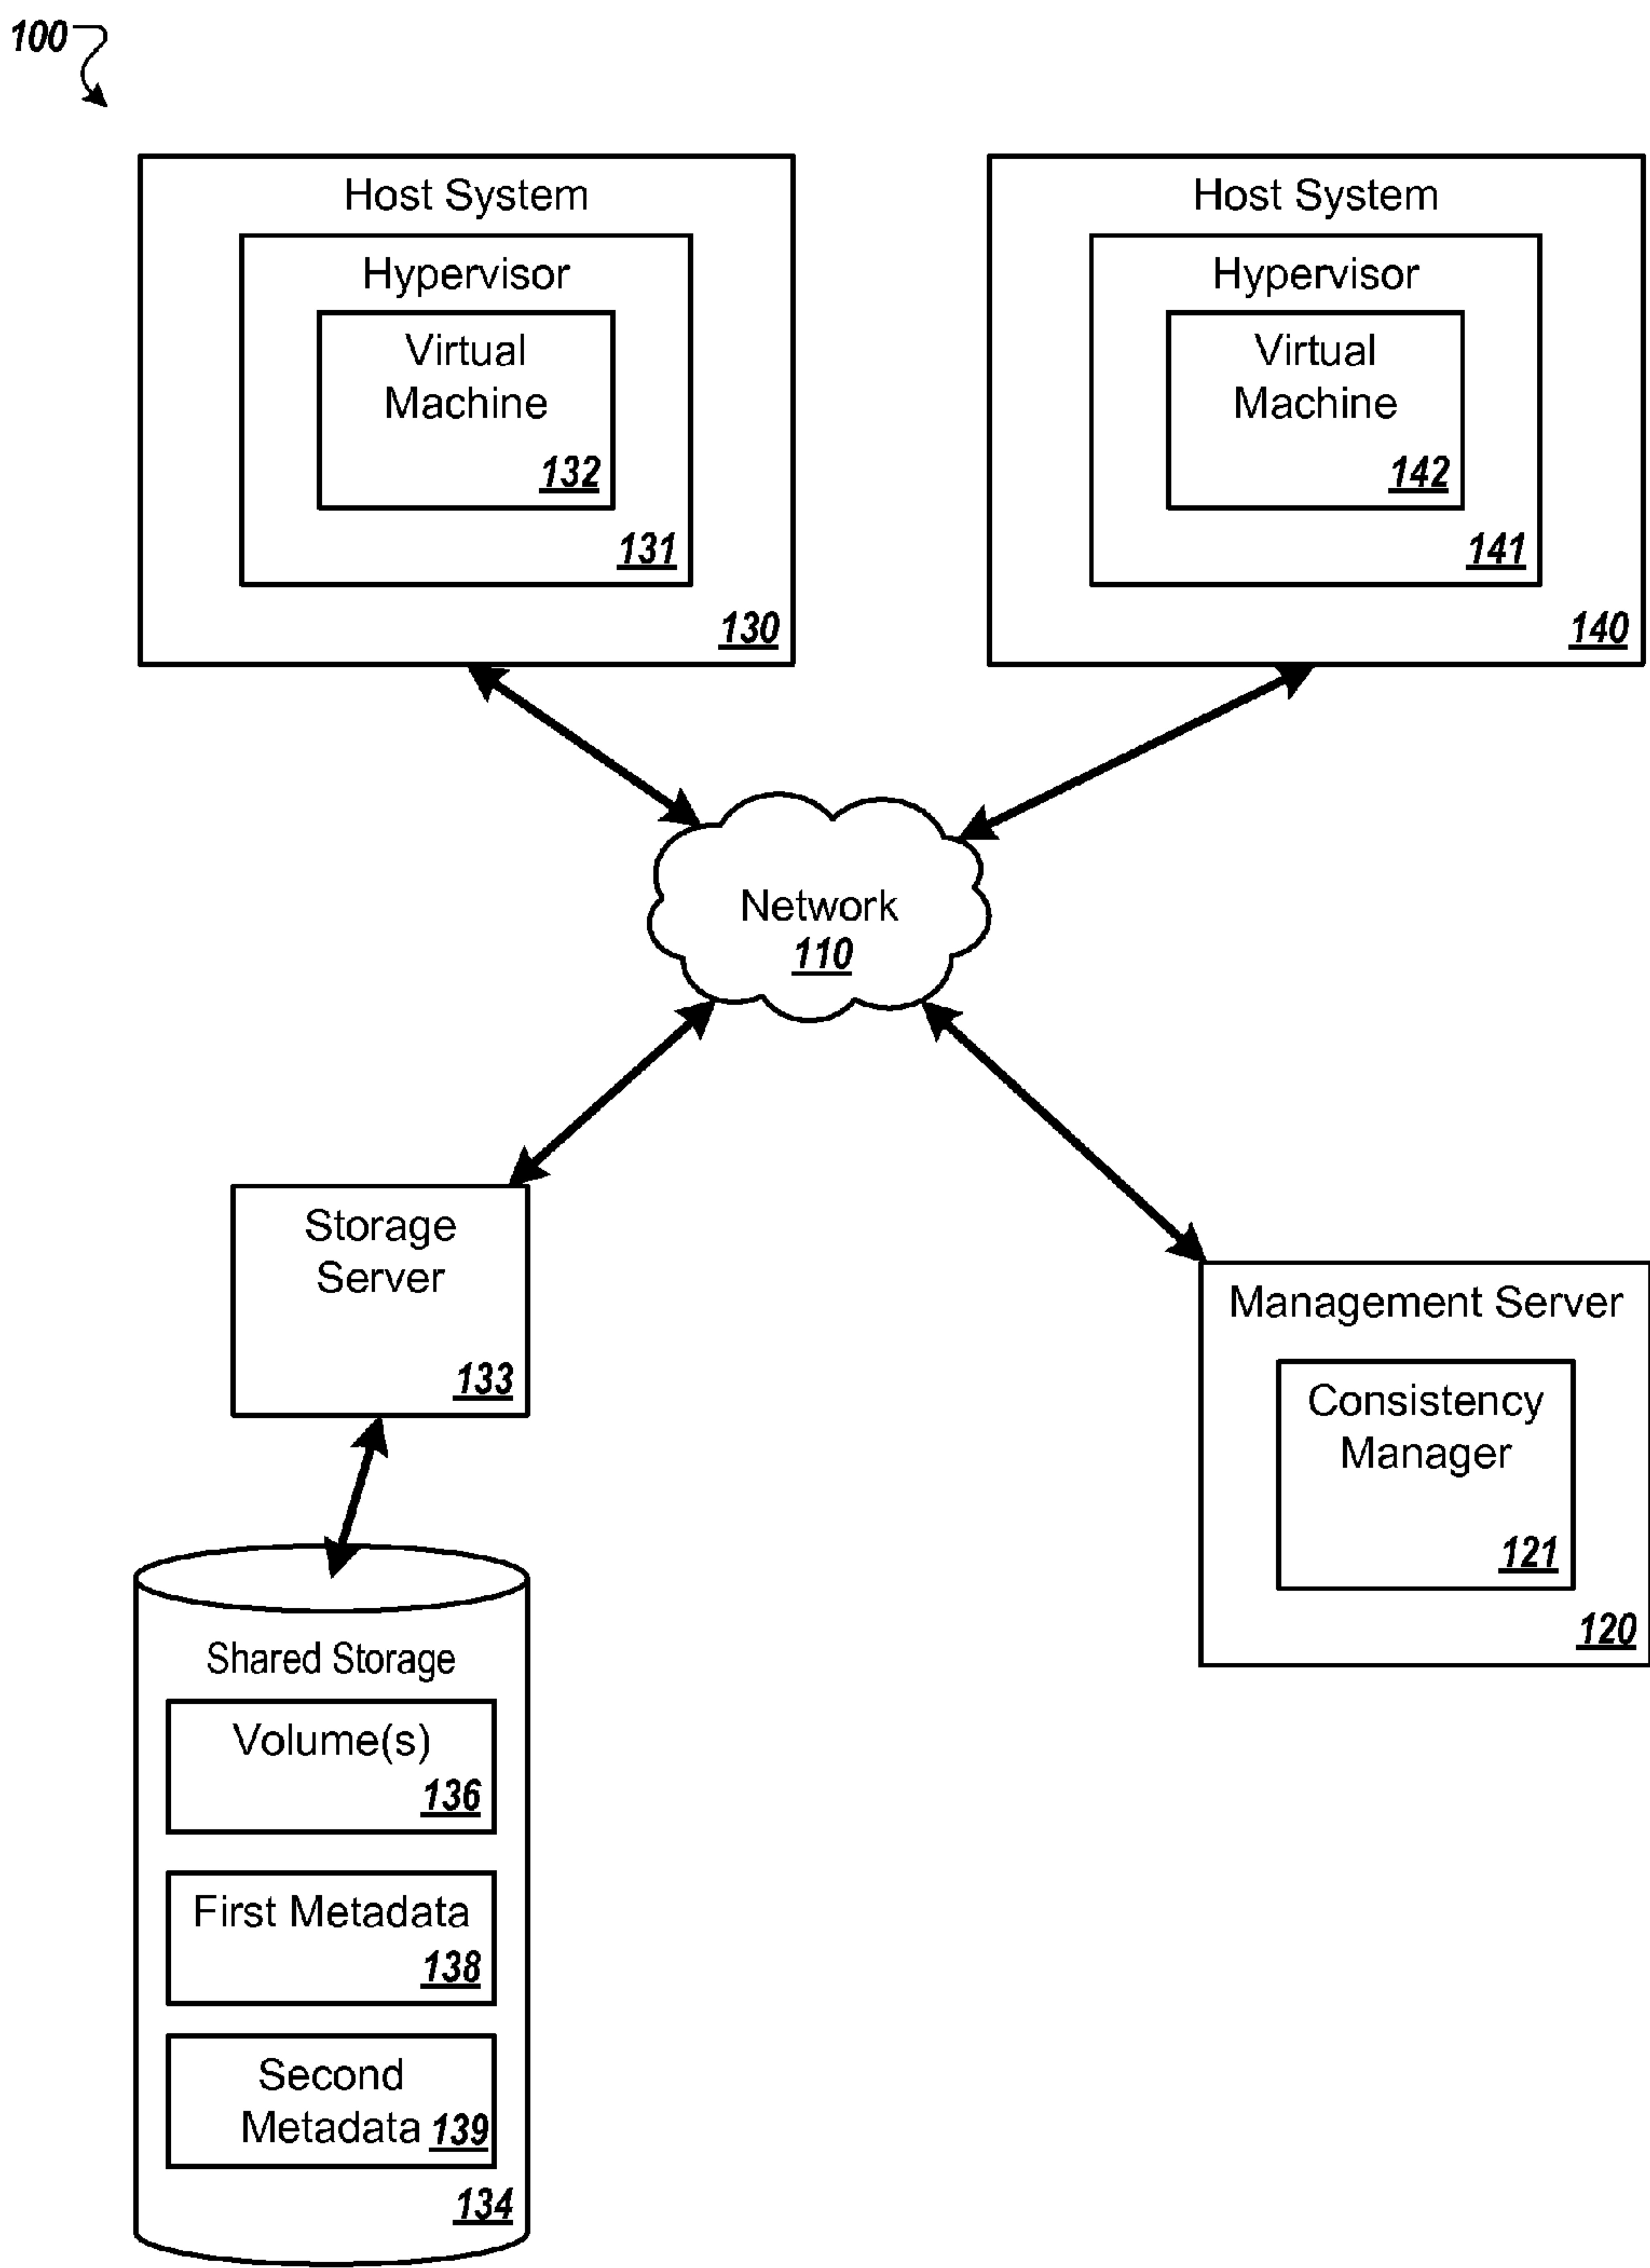 100
Host System
Hypervisor
Virtual
Machine
132
131
130
Host System
Hypervisor
Virtual
Machine
142
141
140
Network
110
Storage
Server
133
Management Server
Consistency
Manager
121
120
Shared Storage
Volume(s)
136
First Metadata
138
Second
Metadata 139
134